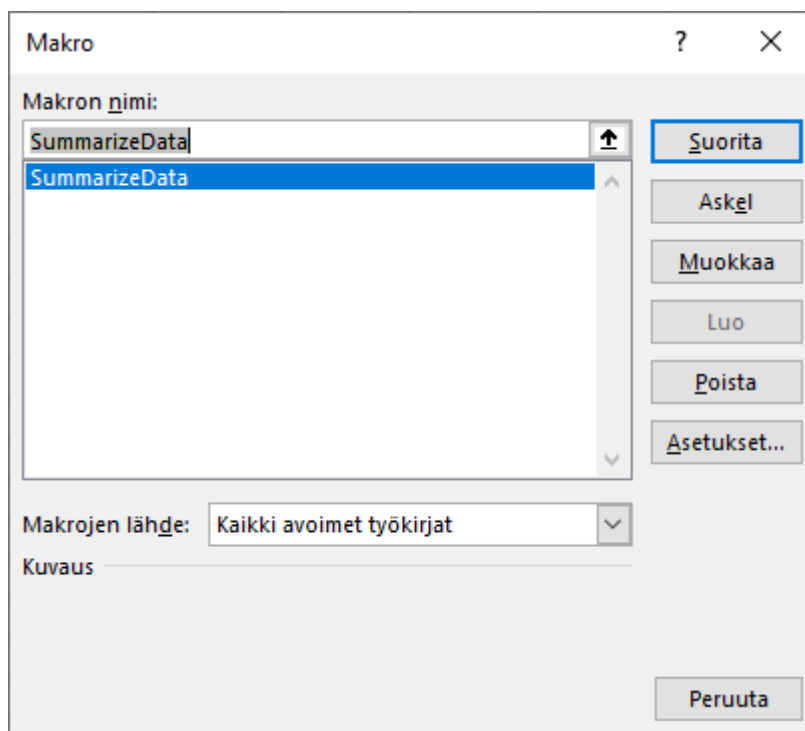 Makro
Makron nimi:
SummarizeData
SummarizeData
Suorita
Askel
Muokkaa
Luo
Poista
Asetukset...
Makrojen lähde:
Kaikki avoimet työkirjat
Kuvaus
Peruuta